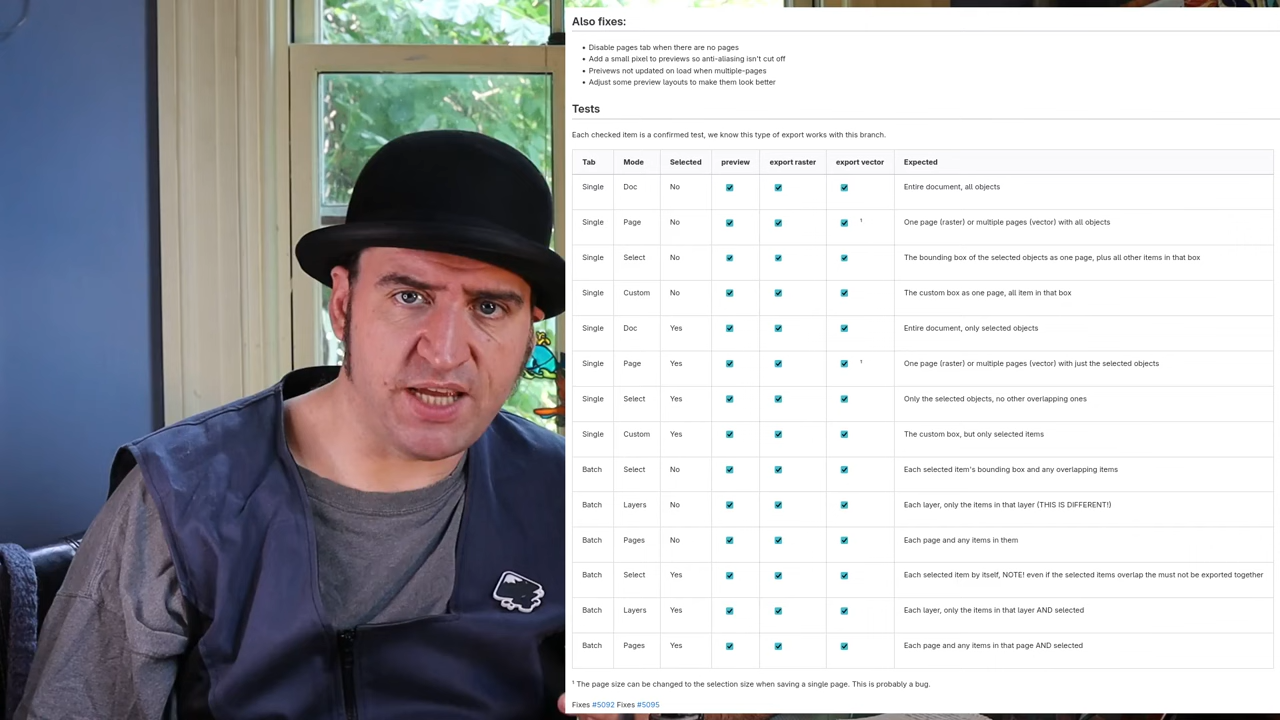 Also fixes:
• Disable pages tab when there are no pages
• Add a small pixel to previews so anti-aliasing isn't cut off
• Preivews not updated on load when multiple-pages
• Adjust some preview layouts to make them look better
Tests
Each checked item is a confirmed test, we know this type of export works with this branch.
Tab Mode Selected preview export raster export vector Expected
Single Doc No Entire document, all objects
Single Page No ¹ One page (raster) or multiple pages (vector) with all objects
Single Select No The bounding box of the selected objects as one page, plus all other items in that box
Single Custom No The custom box as one page, all item in that box
Single Doc Yes Entire document, only selected objects
Single Page Yes ¹ One page (raster) or multiple pages (vector) with just the selected objects
Single Select Yes Only the selected objects, no other overlapping ones
Single Custom Yes The custom box, but only selected items
Batch Select No Each selected item's bounding box and any overlapping items
Batch Layers No Each layer, only the items in that layer (THIS IS DIFFERENT!)
Batch Pages No Each page and any items in them
Batch Select Yes Each selected item by itself, NOTE! even if the selected items overlap the must not be exported together
Batch Layers Yes Each layer, only the items in that layer AND selected
Batch Pages Yes Each page and any items in that page AND selected
¹ The page size can be changed to the selection size when saving a single page. This is probably a bug.
Fixes #5092 Fixes #5095